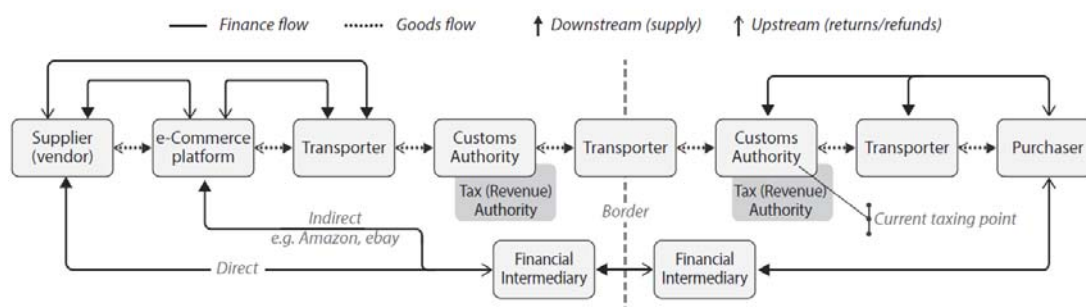 Finance flow
Goods flow
Downstream (supply)
Upstream (returns/refunds)
Supplier
(vendor)
e-Commerce
platform
Transporter
Customs
Authority
Transporter
Customs
Authority
Transporter
Purchaser
Tax (Revenue)
Authority
Tax (Revenue)
Authority
Border
Current taxing point
Indirect
e.g. Amazon, ebay
Direct
Financial
Intermediary
Financial
Intermediary